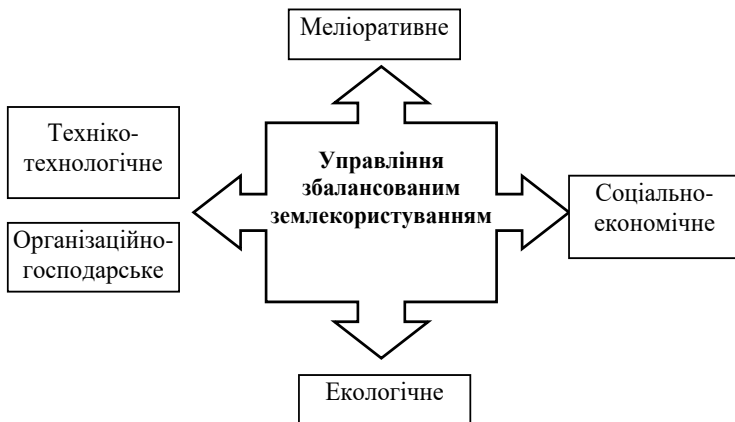 Меліоративне
Техніко-
технологічне
Управління
збалансованим
землекористуванням
Соціально-
економічне
Організаційно-
господарське
Екологічне